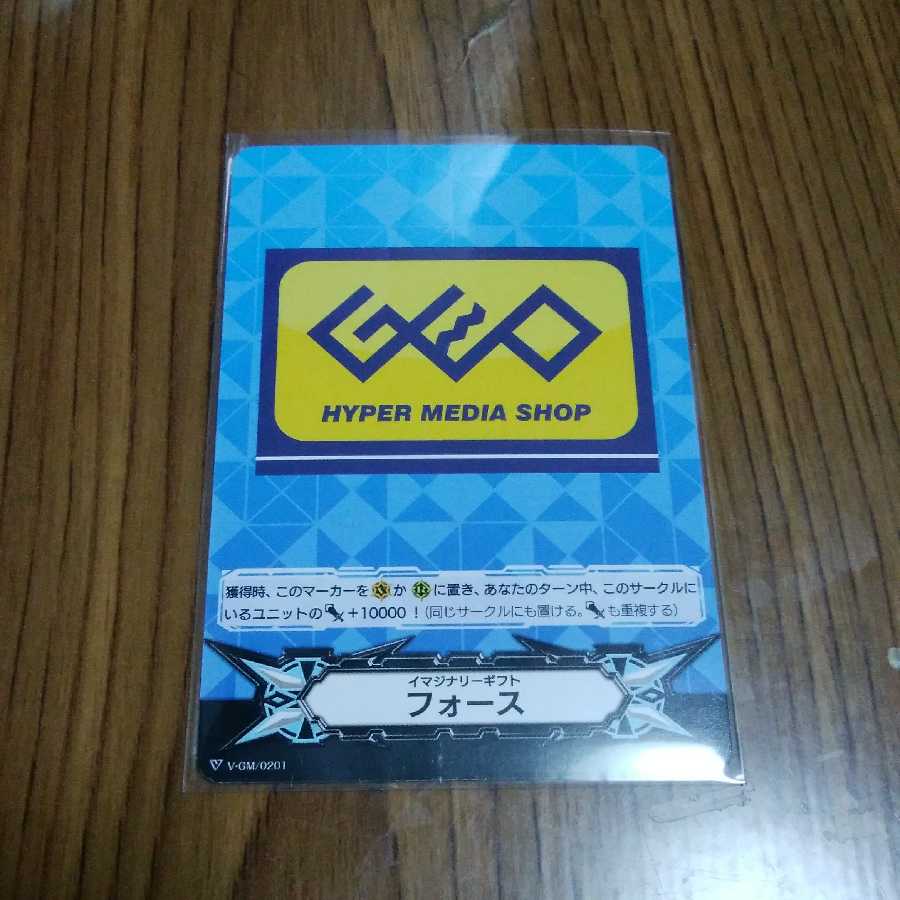 GEO
HYPER MEDIA SHOP
獲得時、このマーカーをⓋかⓇに置き、あなたのターン中、このサークルに
いるユニットの+10000！（同じサークルにも置ける。も重複する）
イマジナリーギフト
フォース
V-GM/0201